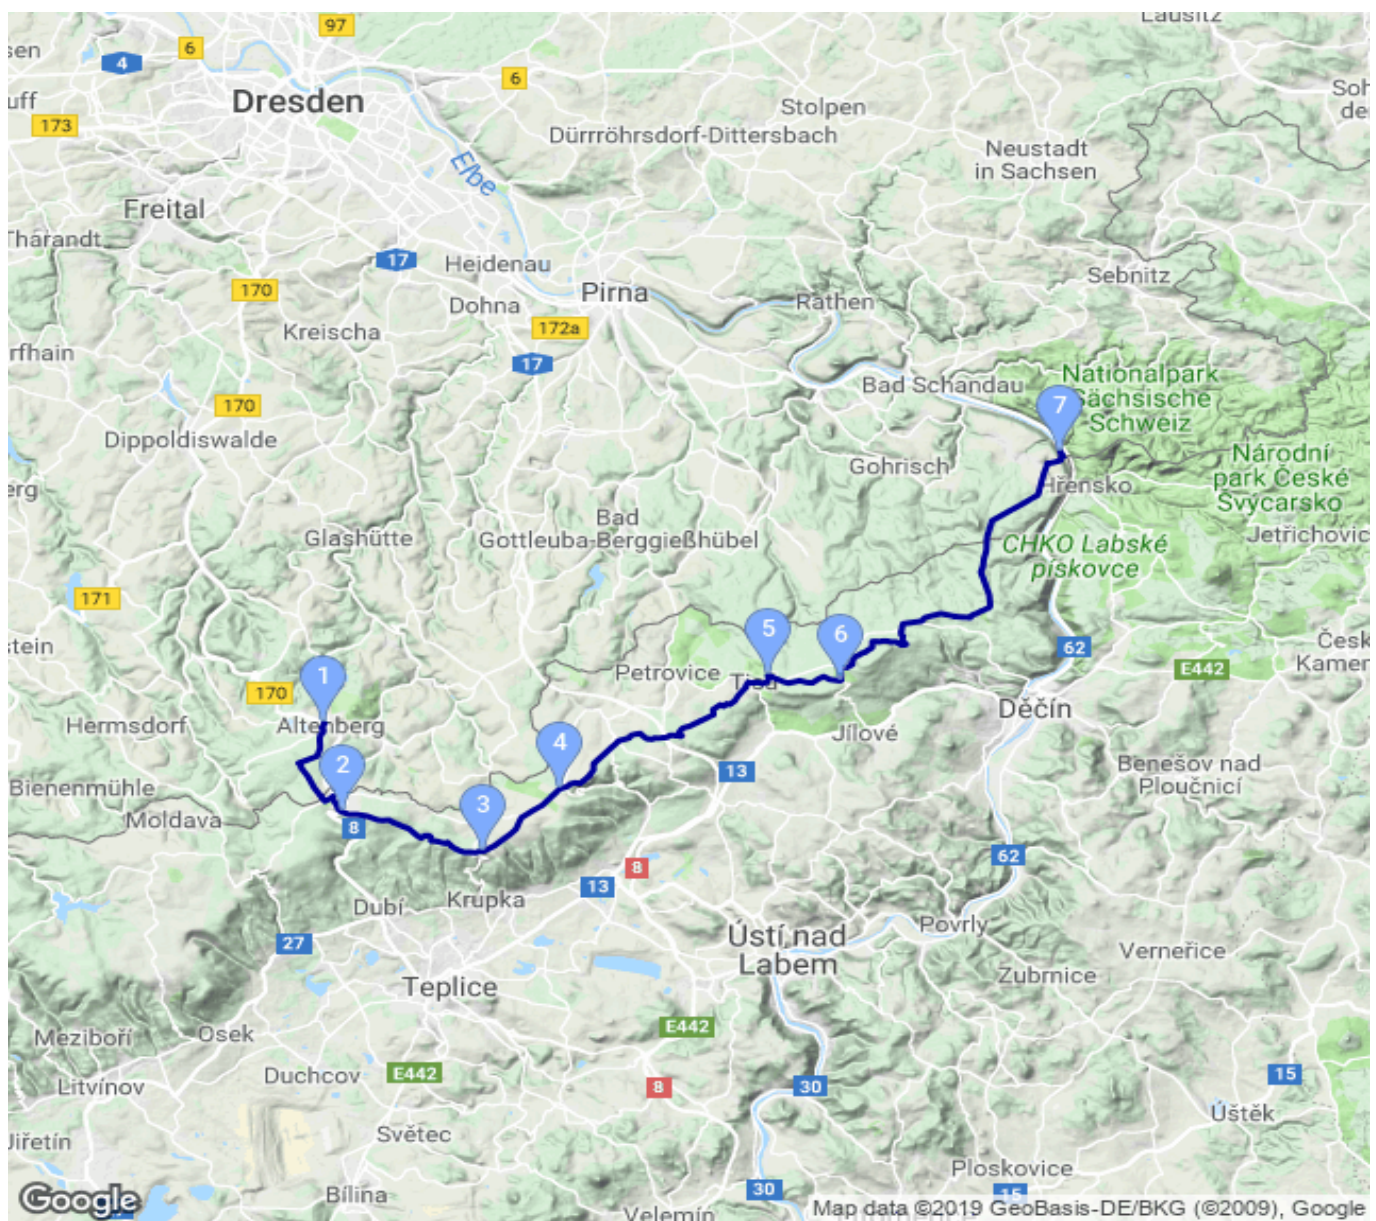 97
Lausitz
sen
6
4
6
Dresden
Stolpen
uff
173
Dürrröhrsdorf-Dittersbach
Neustadt
in Sachsen
Elbe
Freital
Tharandt
17
Heidenau
Sebnitz
170
Pirna
Rathen
Dohna
Kreischa
172a
rfhain
17
Bad Schandau
Nationalpark
Sächsische
Schweiz
7
170
Dippoldiswalde
Gohrisch
Národní
park České
Švýcarsko
Hřensko
erg
Bad
Gottleuba-Berggießhübel
Glashütte
CHKO Labské
pískovce
Jetřichovic
171
stein
5
6
62
Petrovice
Tisá
E442
Česk
Kamen
1
170
Hermsdorf
Altenberg
Děčín
Jílové
2
4
13
Bienenmühle
Benešov nad
Ploučnicí
Moldava
3
8
62
8
13
Krupka
Dubí
Povrly
27
Ústí nad
Labem
Verneřice
Zubrnice
Teplice
E442
Meziboří
Osek
Duchcov
E442
8
30
15
Litvínov
Úštěk
Jiřetín
Světec
Ploskovice
Bílina
30
15
Velemín
Google
Map data ©2019 GeoBasis-DE/BKG (©2009), Google